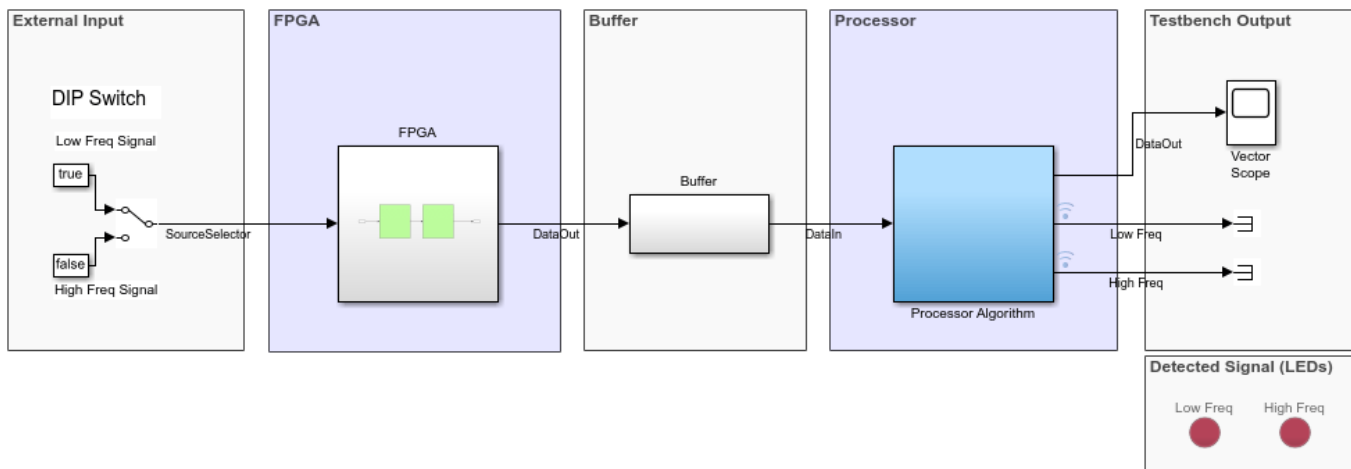 External Input
DIP Switch
Low Freq Signal
true
false
High Freq Signal
SourceSelector
FPGA
FPGA
DataOut
Buffer
Buffer
DataIn
Processor
Processor Algorithm
DataOut
Low Freq
High Freq
Testbench Output
Vector
Scope
Detected Signal (LEDs)
Low Freq
High Freq